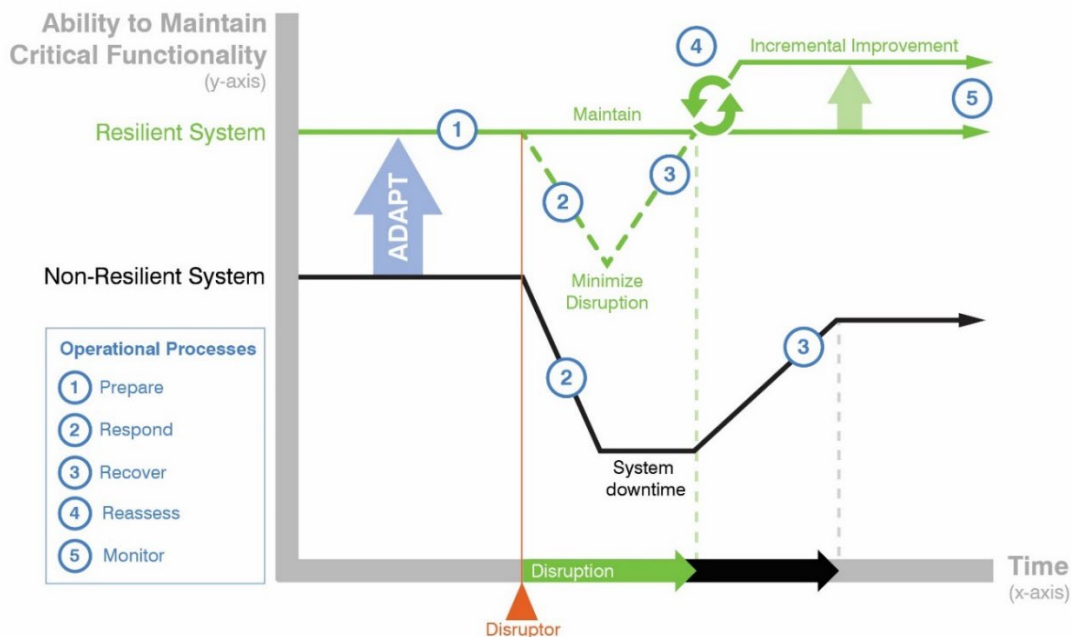 Ability to Maintain
Critical Functionality
(y-axis)
4
Incremental Improvement
5
Resilient System
1
Maintain
ADAPT
2
3
Non-Resilient System
Minimize
Disruption
Operational Processes
1 Prepare
2 Respond
3 Recover
4 Reassess
5 Monitor
2
3
System
downtime
Disruption
Time
(x-axis)
Disruptor